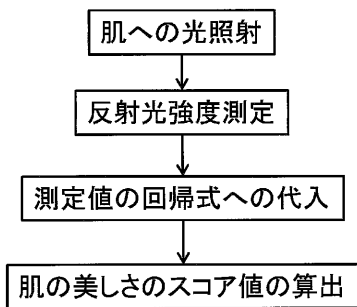 肌への光照射
反射光強度測定
測定値の回帰式への代入
肌の美しさのスコア値の算出